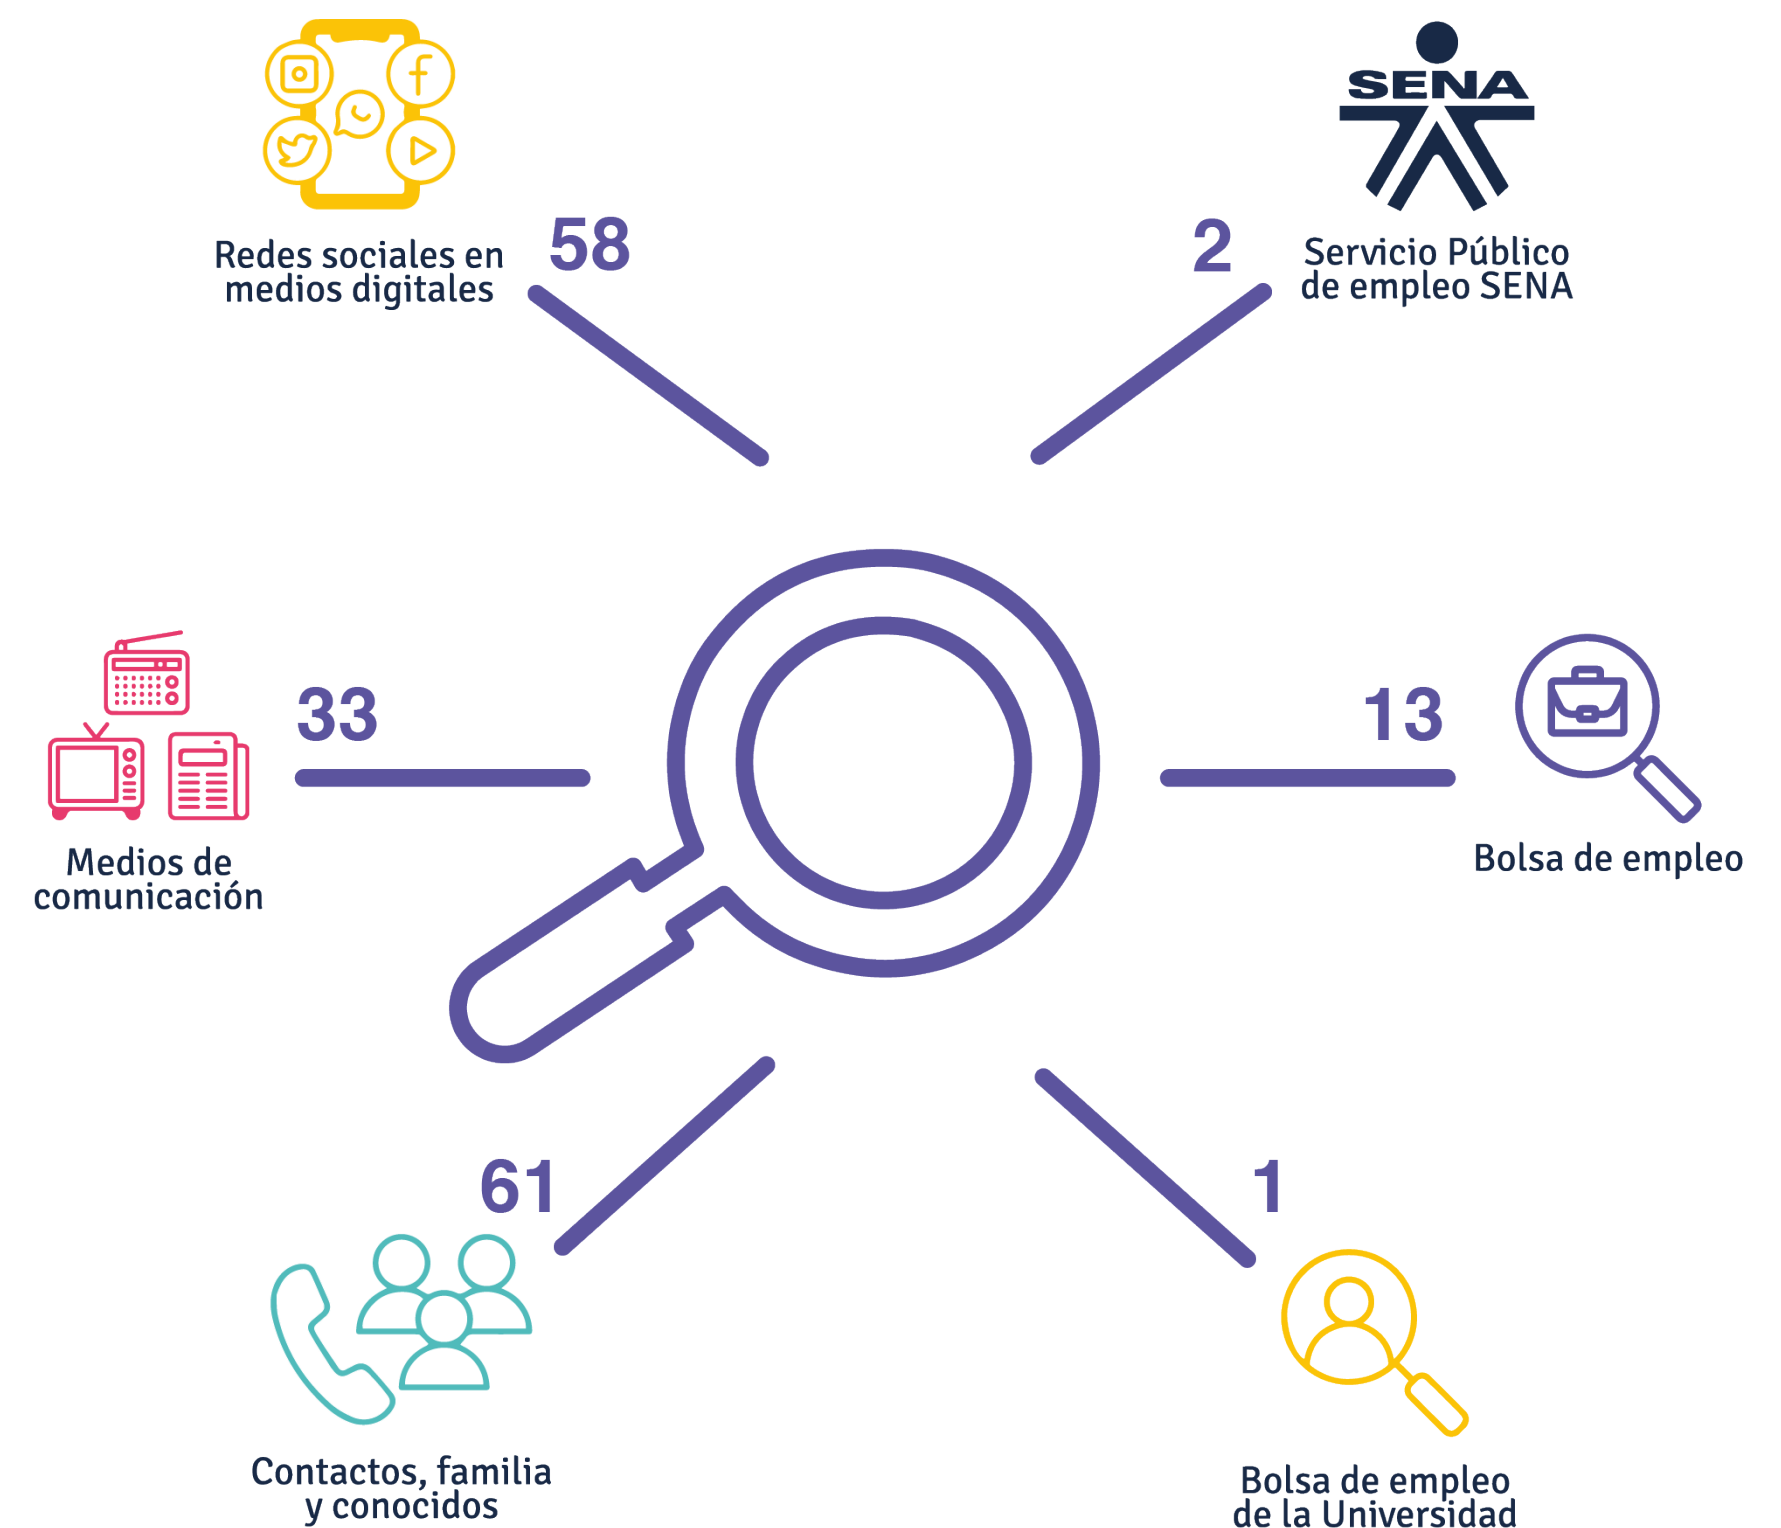 58
Redes sociales en
medios digitales
SENA
2
Servicio Público
de empleo SENA
33
Medios de
comunicación
13
Bolsa de empleo
61
Contactos, familia
y conocidos
1
Bolsa de empleo
de la Universidad